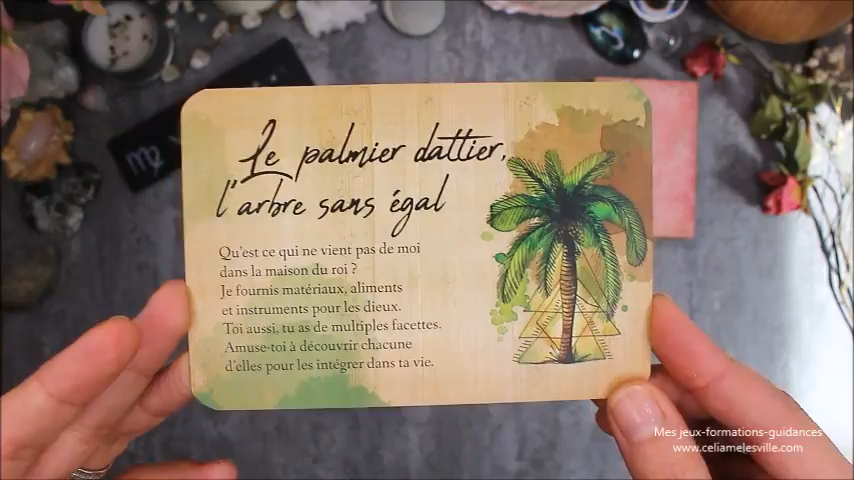 Le palmier dattier,
l'arbre sans égal
Qu'est ce qui ne vient pas de moi
dans la maison du roi ?
Je fournis matériaux, aliments
et instruments pour les dieux.
Toi aussi, tu as de multiples facettes.
Amuse-toi à découvrir chacune
d'elles pour les intégrer dans ta vie.
Mes jeux-formations-guidances
www.celiamelesville.com